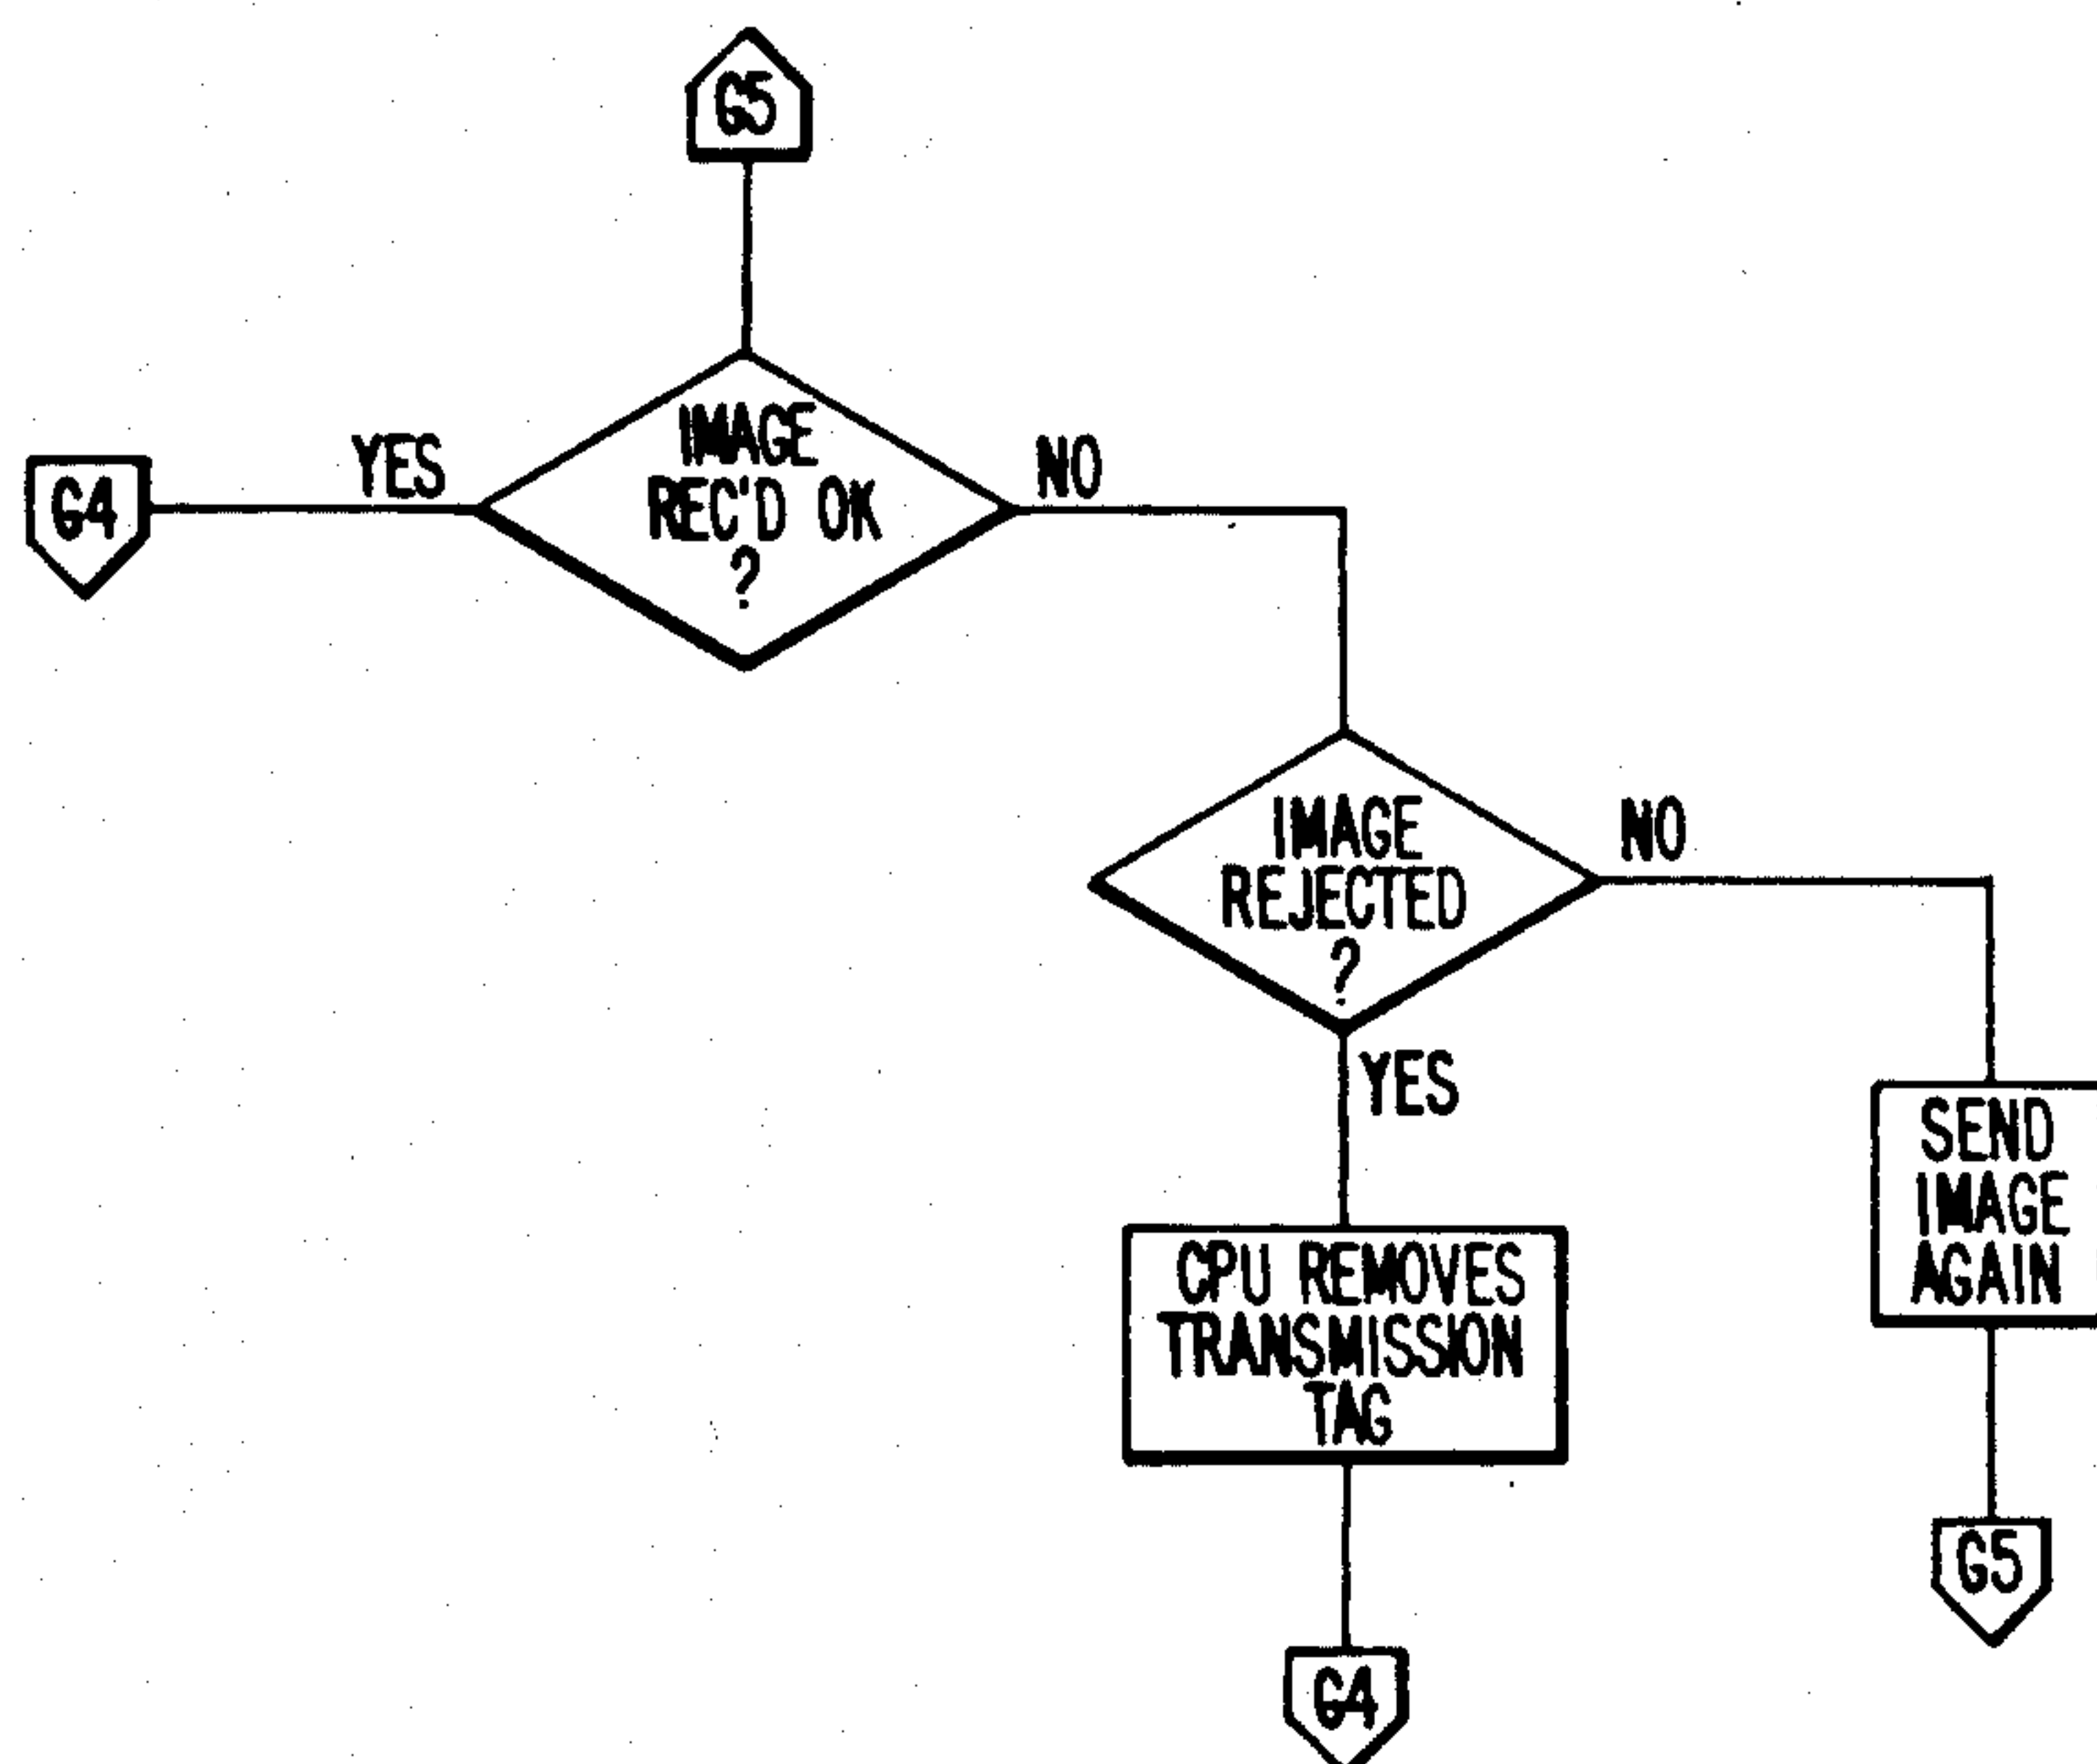 G5
IMAGE
REC'D OK
?
YES
NO
G4
IMAGE
REJECTED
?
NO
YES
SEND
IMAGE
AGAIN
CPU REMOVES
TRANSMISSION
TAG
G5
G4